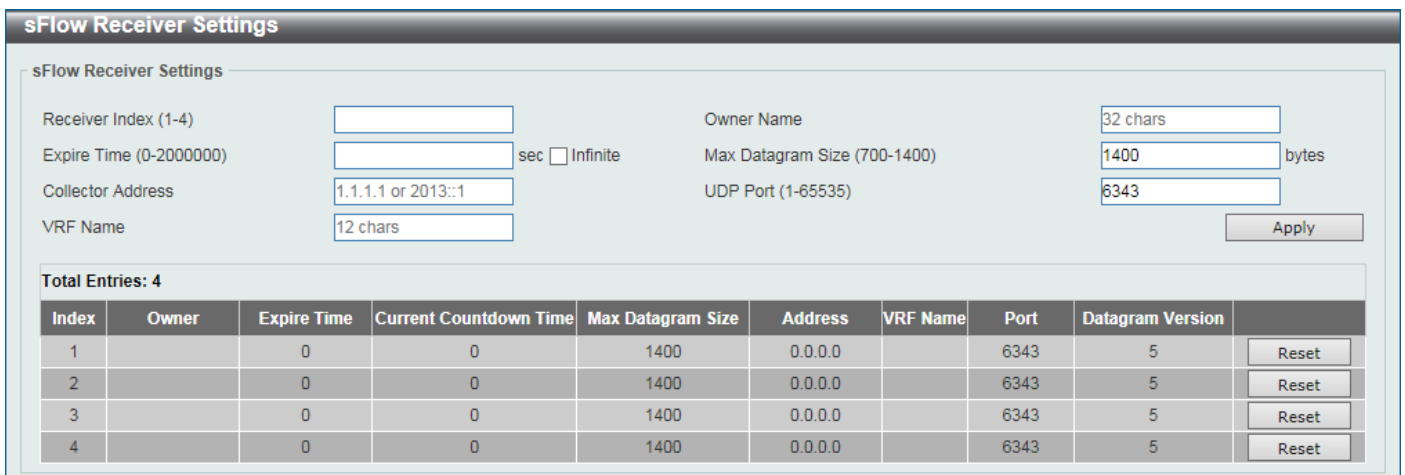 sFlow Receiver Settings
sFlow Receiver Settings
Receiver Index (1-4) Owner Name 32 chars
Expire Time (0-2000000) sec Infinite Max Datagram Size (700-1400) 1400 bytes
Collector Address 1.1.1.1 or 2013::1 UDP Port (1-65535) 6343
VRF Name 12 chars Apply
Total Entries: 4
Index Owner Expire Time Current Countdown Time Max Datagram Size Address VRF Name Port Datagram Version
1 0 0 1400 0.0.0.0 6343 5 Reset
2 0 0 1400 0.0.0.0 6343 5 Reset
3 0 0 1400 0.0.0.0 6343 5 Reset
4 0 0 1400 0.0.0.0 6343 5 Reset